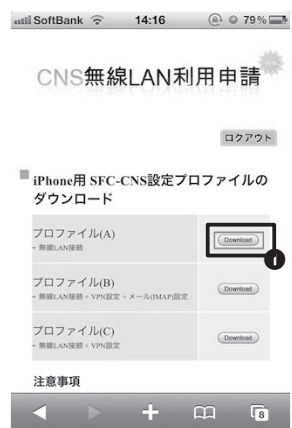 SoftBank 14:16 79%
CNS無線LAN利用申請
ログアウト
iPhone用 SFC-CNS設定プロファイルの
ダウンロード
プロファイル(A)
- 無線LAN接続
Download
1
プロファイル(B)
- 無線LAN接続 + VPN設定 + メール(IMAP)設定
Download
プロファイル(C)
- 無線LAN接続 + VPN設定
Download
注意事項
8